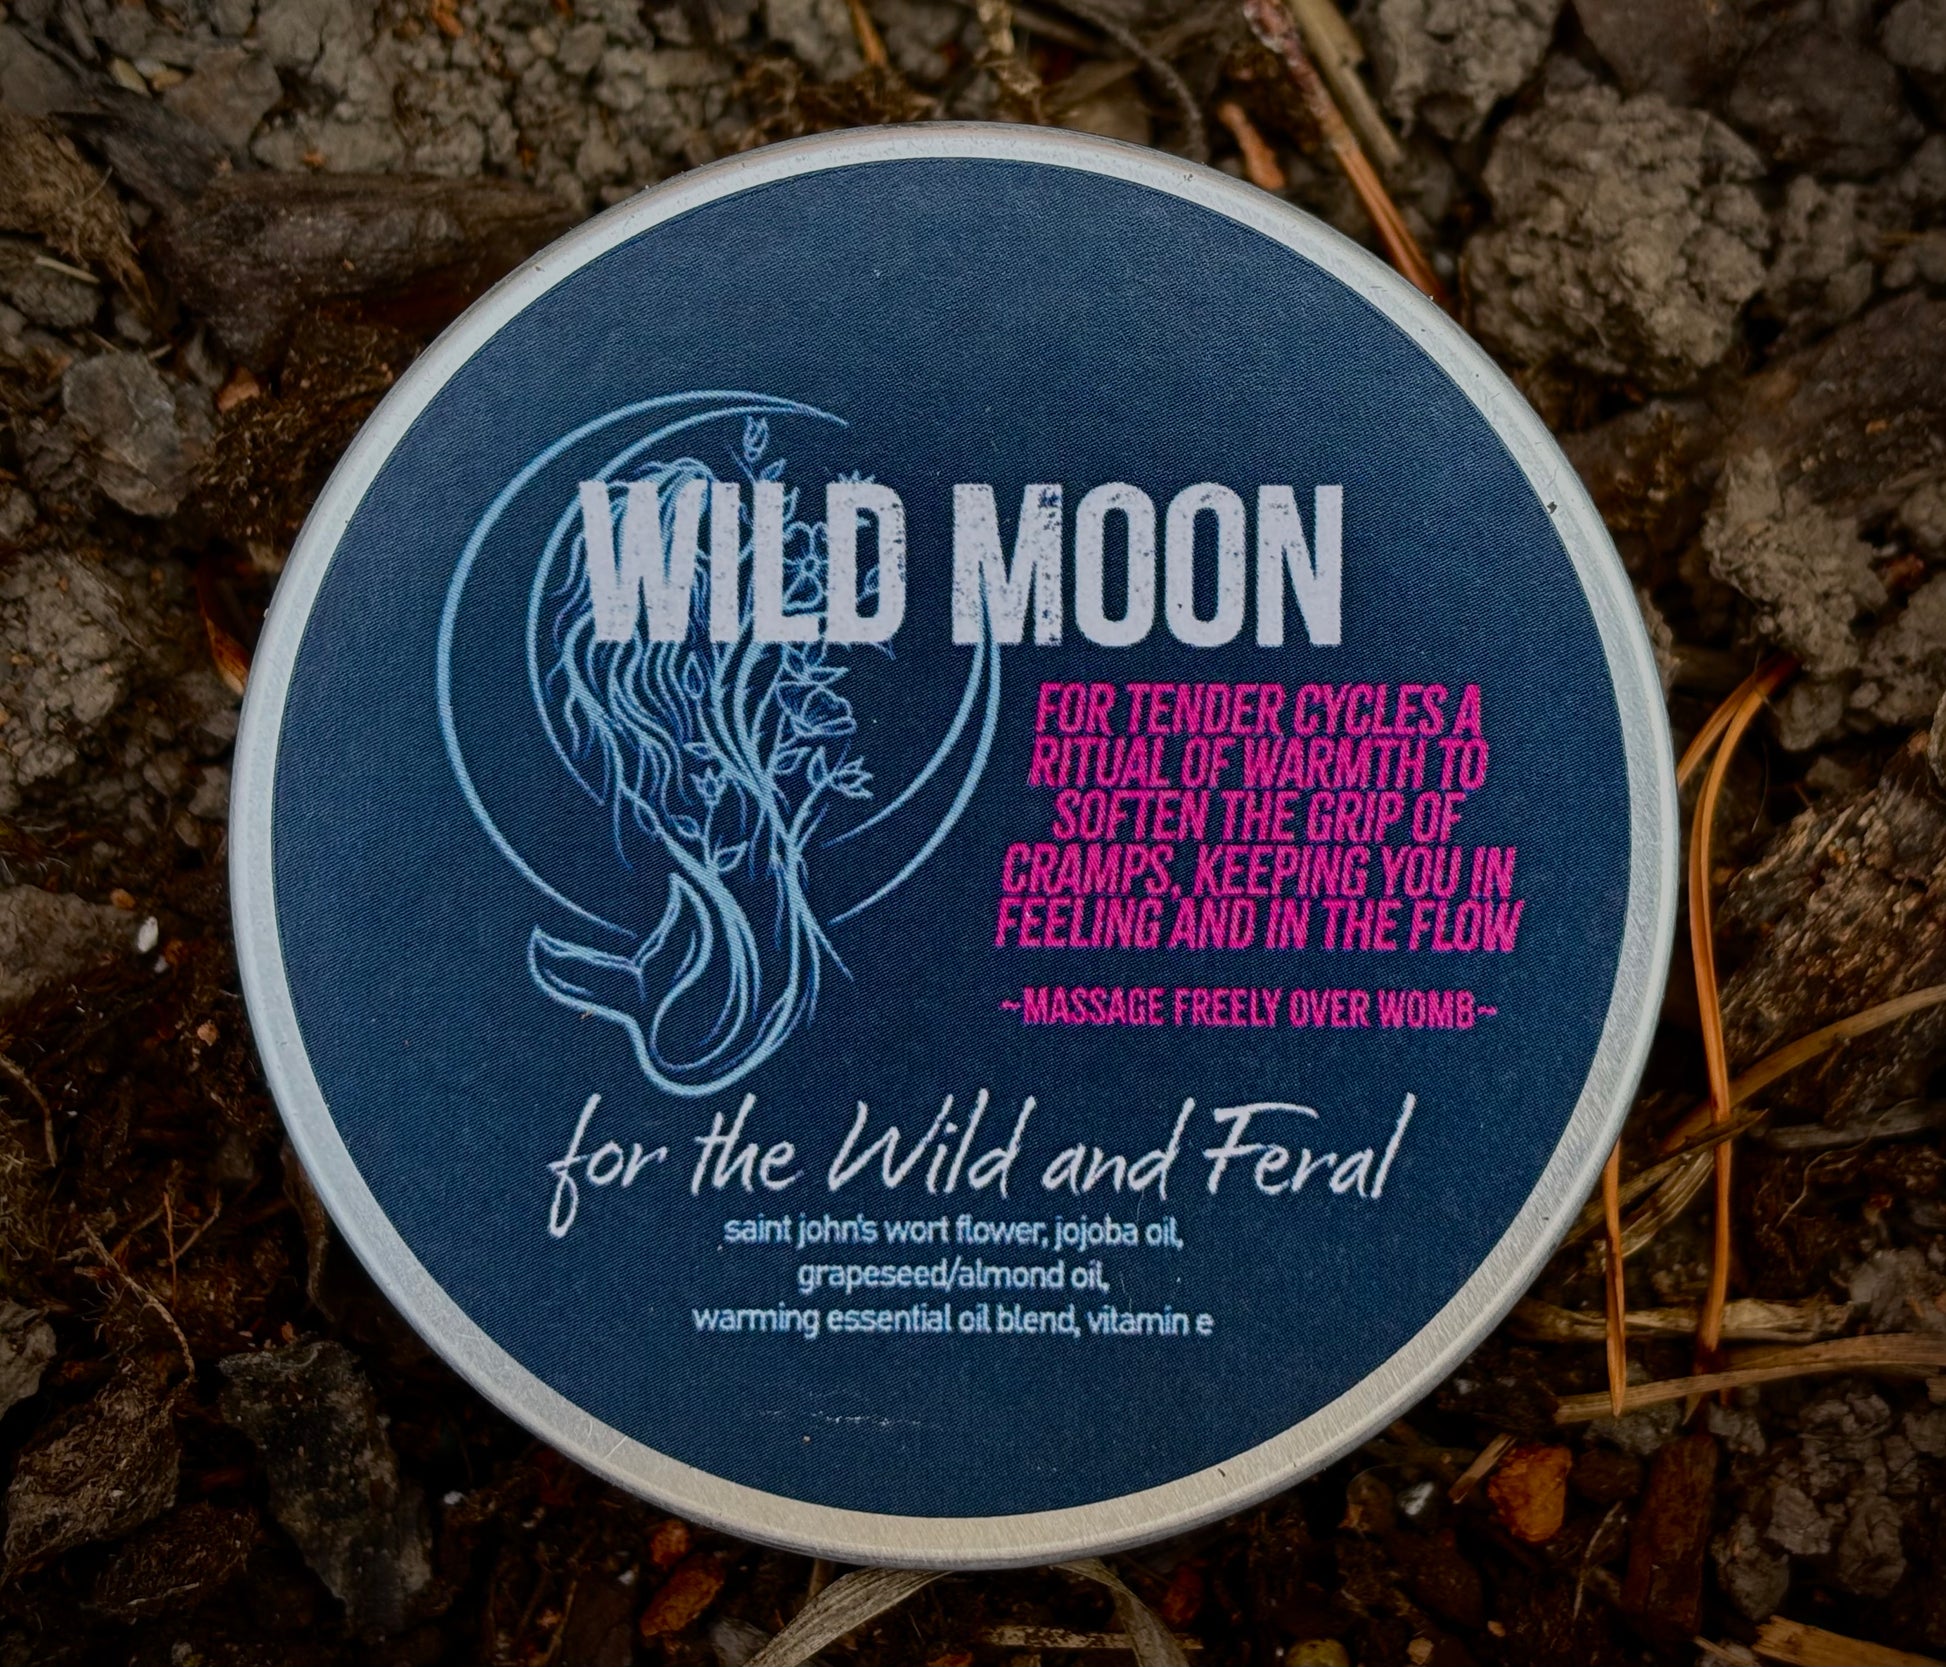 WILD MOON
FOR TENDER CYCLES A
RITUAL OF WARMTH TO
SOFTEN THE GRIP OF
CRAMPS, KEEPING YOU IN
FEELING AND IN THE FLOW
~MASSAGE FREELY OVER WOMB~
for the Wild and Feral
saint john's wort flower, jojoba oil,
grapeseed/almond oil,
warming essential oil blend, vitamin e